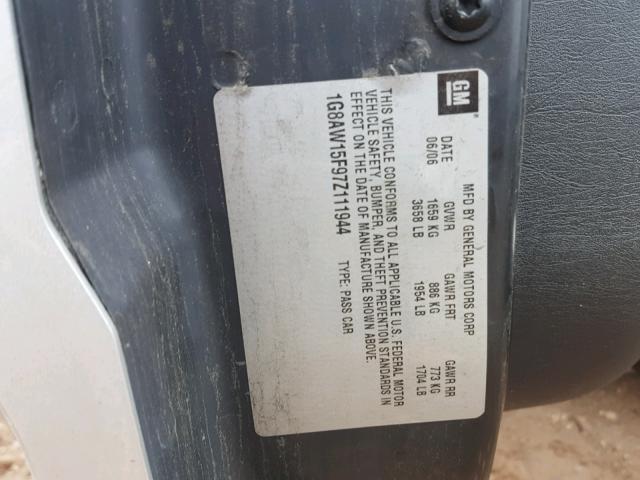 GM
MFD BY GENERAL MOTORS CORP
DATE GVWR GAWR FRT GAWR RR
06/06 1659 KG 886 KG 773 KG
3658 LB 1954 LB 1704 LB
THIS VEHICLE CONFORMS TO ALL APPLICABLE U.S. FEDERAL MOTOR
VEHICLE SAFETY, BUMPER, AND THEFT PREVENTION STANDARDS IN
EFFECT ON THE DATE OF MANUFACTURE SHOWN ABOVE.
1G8AW15F97Z111944 TYPE: PASS CAR